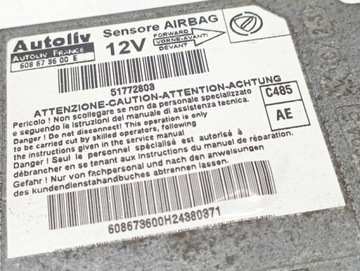 Autoliv
AUTOLIV FRANCE
608 67 3600 E
Sensore AIRBAG
12V
FORWARD
VORNE-AVANTI
DEVANT
51772803
ATTENZIONE-CAUTION-ATTENTION-ACHTUNG
Pericolo ! Non scollegare se non da personale specializzato
e seguendo le istruzioni del manuale di assistenza tecnica.
Danger ! Do not disconnect! This operation is only
to be carried out by skilled operators, following
the instructions given in the service manual
Danger ! Seul le personnel spécialisé est autorisé à
débrancher en se tenant aux instructions du manuel de réparation.
Gefahr ! Nur von fachpersonal und nach den anweisungen
des kundendienstshandbuches abtrennen lassen.
C485
AE
608673600H24380371